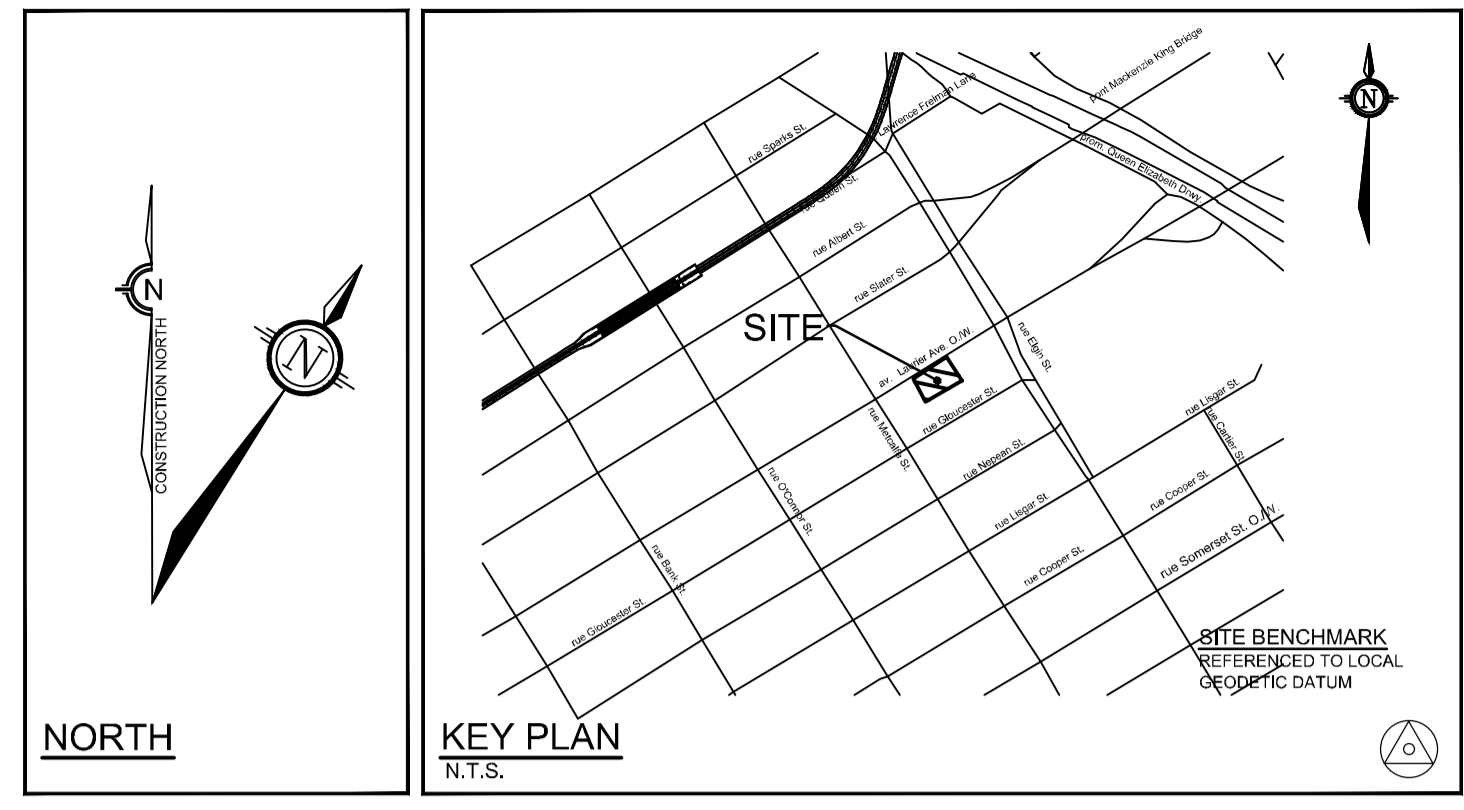 N
CONSTRUCTION NORTH
N
NORTH
pont Mackenzie King Bridge
Lawrence Freiman Lane
N
rue Sparks St.
prom. Queen Elizabeth Drwy.
rue Queen St.
rue Albert St.
rue Slater St.
SITE
av. Laurier Ave. O./W.
rue Elgin St.
rue Gloucester St.
rue Metcalfe St.
rue Lisgar St.
rue Cartier St.
rue Nepean St.
rue O'Connor St.
rue Lisgar St.
rue Cooper St.
rue Somerset St. O./W.
rue Cooper St.
rue Bank St.
rue Gloucester St.
SITE BENCHMARK
REFERENCED TO LOCAL
GEODETIC DATUM
KEY PLAN
N.T.S.